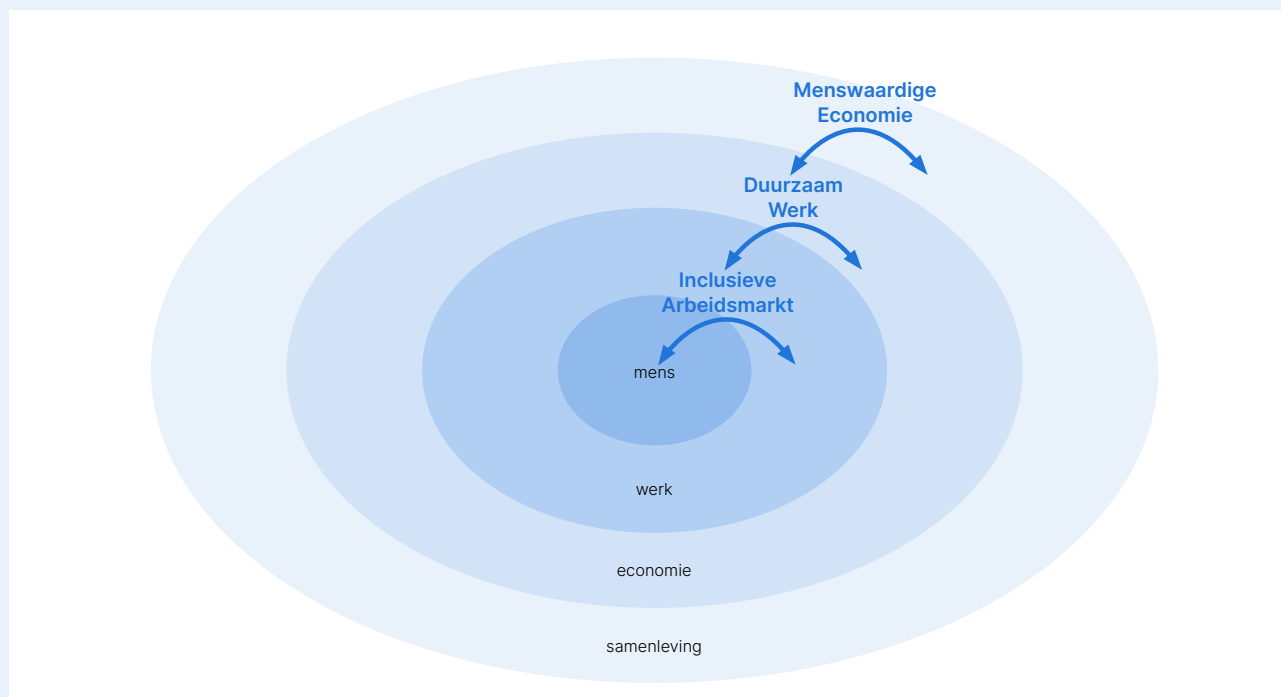 Menswaardige
Economie
Duurzaam
Werk
Inclusieve
Arbeidsmarkt
mens
werk
economie
samenleving